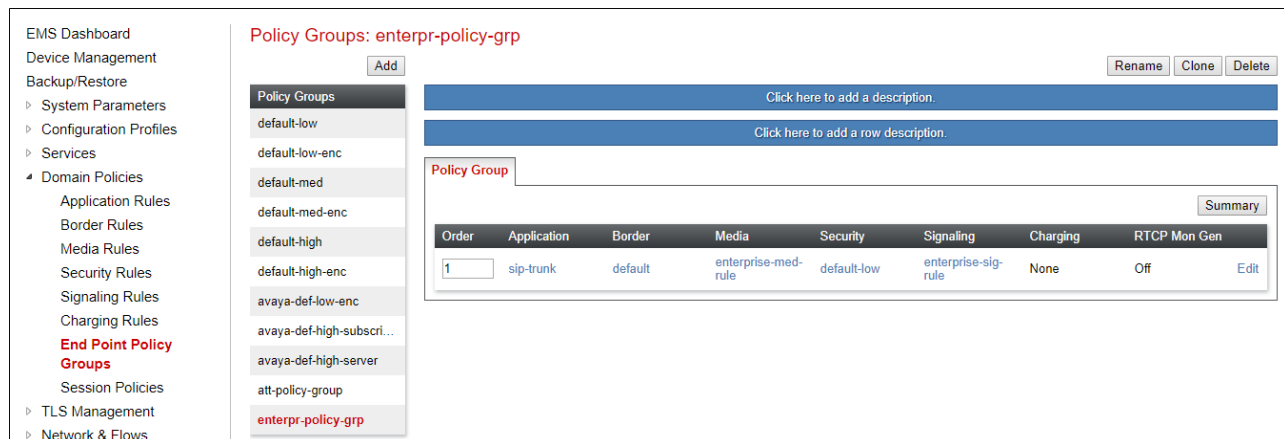 EMS Dashboard
Device Management
Backup/Restore
System Parameters
Configuration Profiles
Services
Domain Policies
Application Rules
Border Rules
Media Rules
Security Rules
Signaling Rules
Charging Rules
End Point Policy
Groups
Session Policies
TLS Management
Network & Flows
Policy Groups: enterpr-policy-grp
Add
Rename Clone Delete
Policy Groups
default-low
default-low-enc
default-med
default-med-enc
default-high
default-high-enc
avaya-def-low-enc
avaya-def-high-subscri...
avaya-def-high-server
att-policy-group
enterpr-policy-grp
Click here to add a description.
Click here to add a row description.
Policy Group
Summary
Order Application Border Media Security Signaling Charging RTCP Mon Gen
1 sip-trunk default enterprise-med-rule default-low enterprise-sig-rule None Off Edit